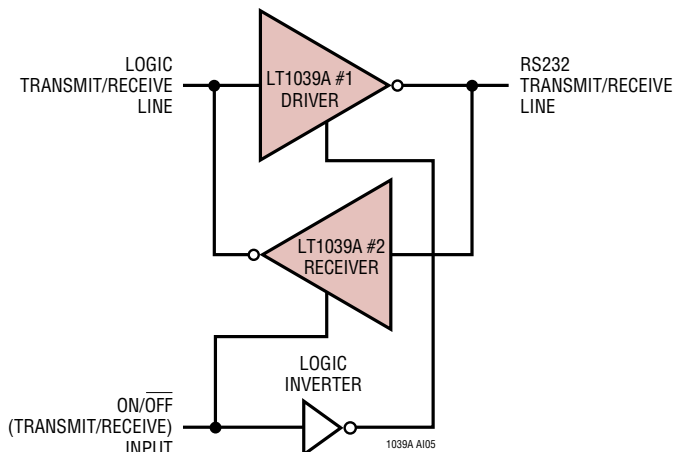 LOGIC
TRANSMIT/RECEIVE
LINE
LT1039A #1
DRIVER
RS232
TRANSMIT/RECEIVE
LINE
LT1039A #2
RECEIVER
LOGIC
INVERTER
ON/OFF
(TRANSMIT/RECEIVE)
INPUT
1039A AI05